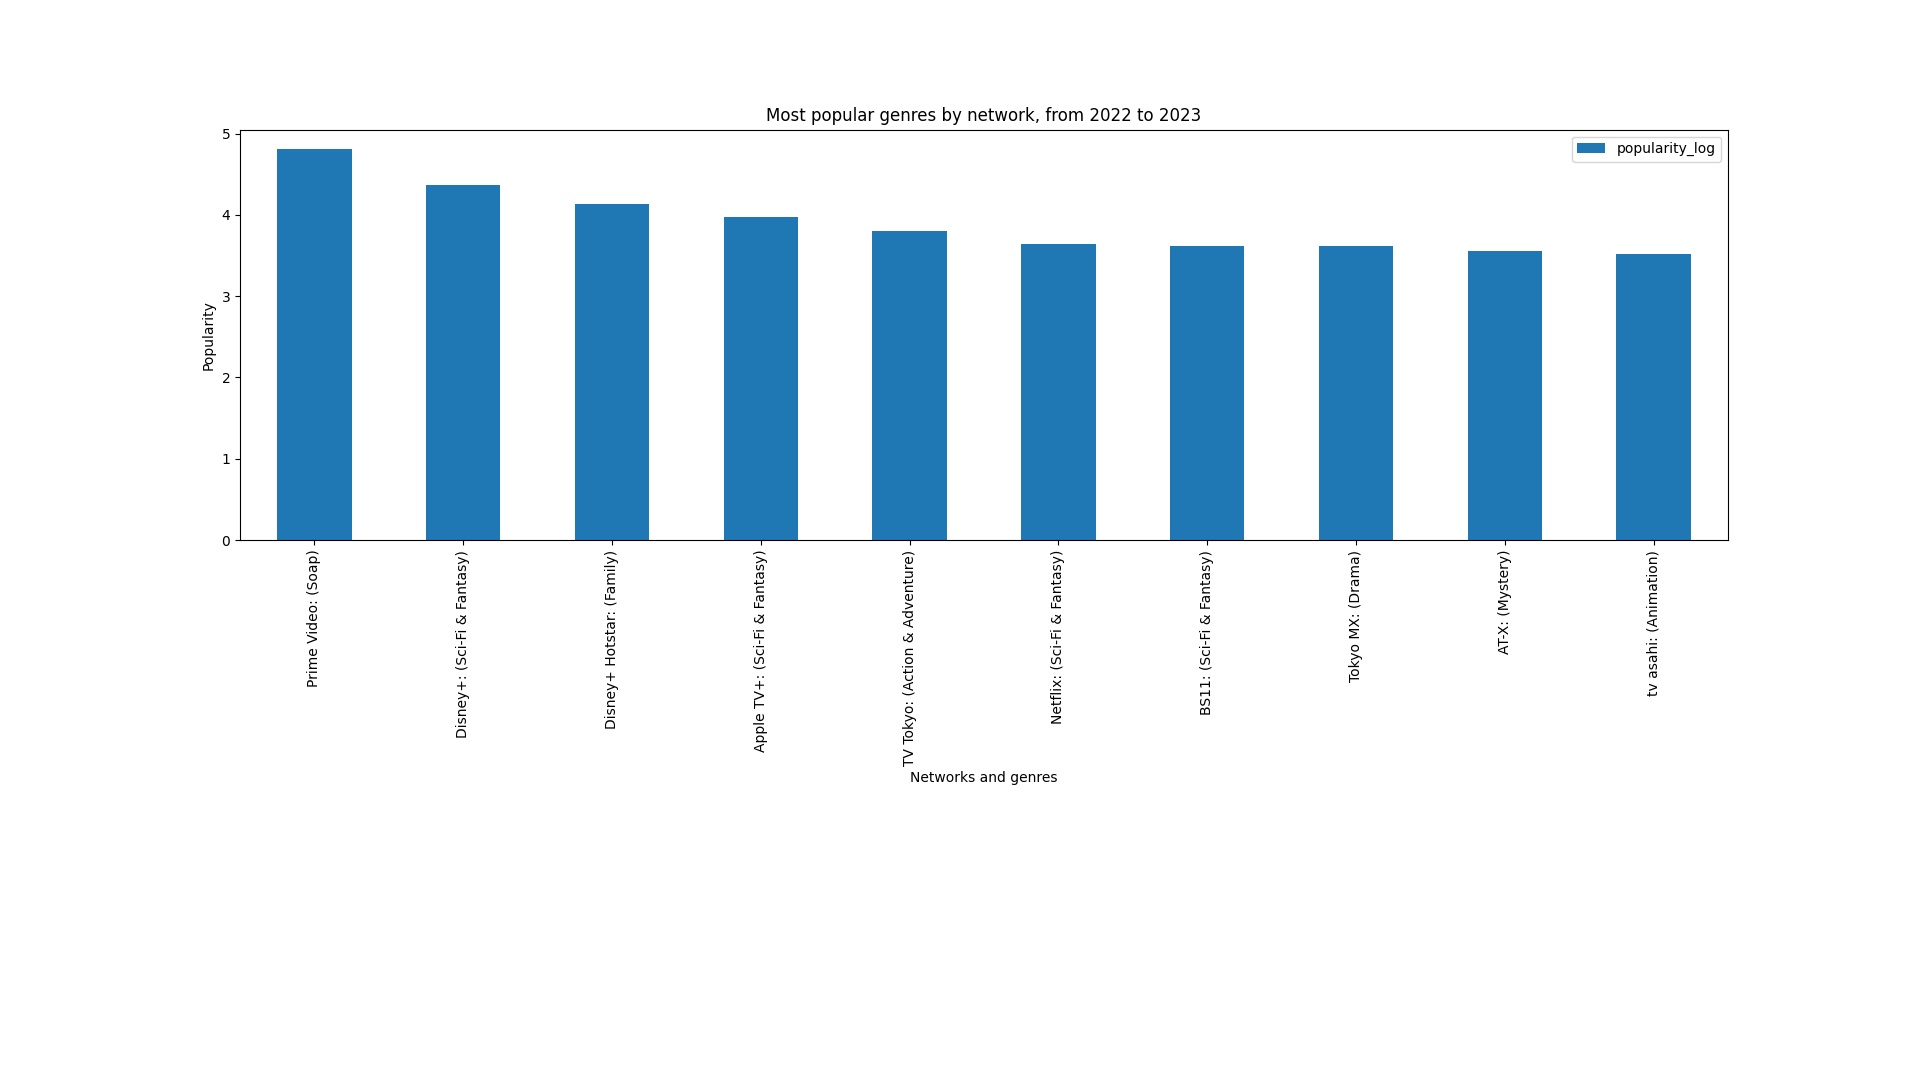 Most popular genres by network, from 2022 to 2023
popularity_log
Popularity
5
4
3
2
1
0
Prime Video: (Soap)
Disney+: (Sci-Fi & Fantasy)
Disney+ Hotstar: (Family)
Apple TV+: (Sci-Fi & Fantasy)
TV Tokyo: (Action & Adventure)
Netflix: (Sci-Fi & Fantasy)
BS11: (Sci-Fi & Fantasy)
Tokyo MX: (Drama)
AT-X: (Mystery)
tv asahi: (Animation)
Networks and genres